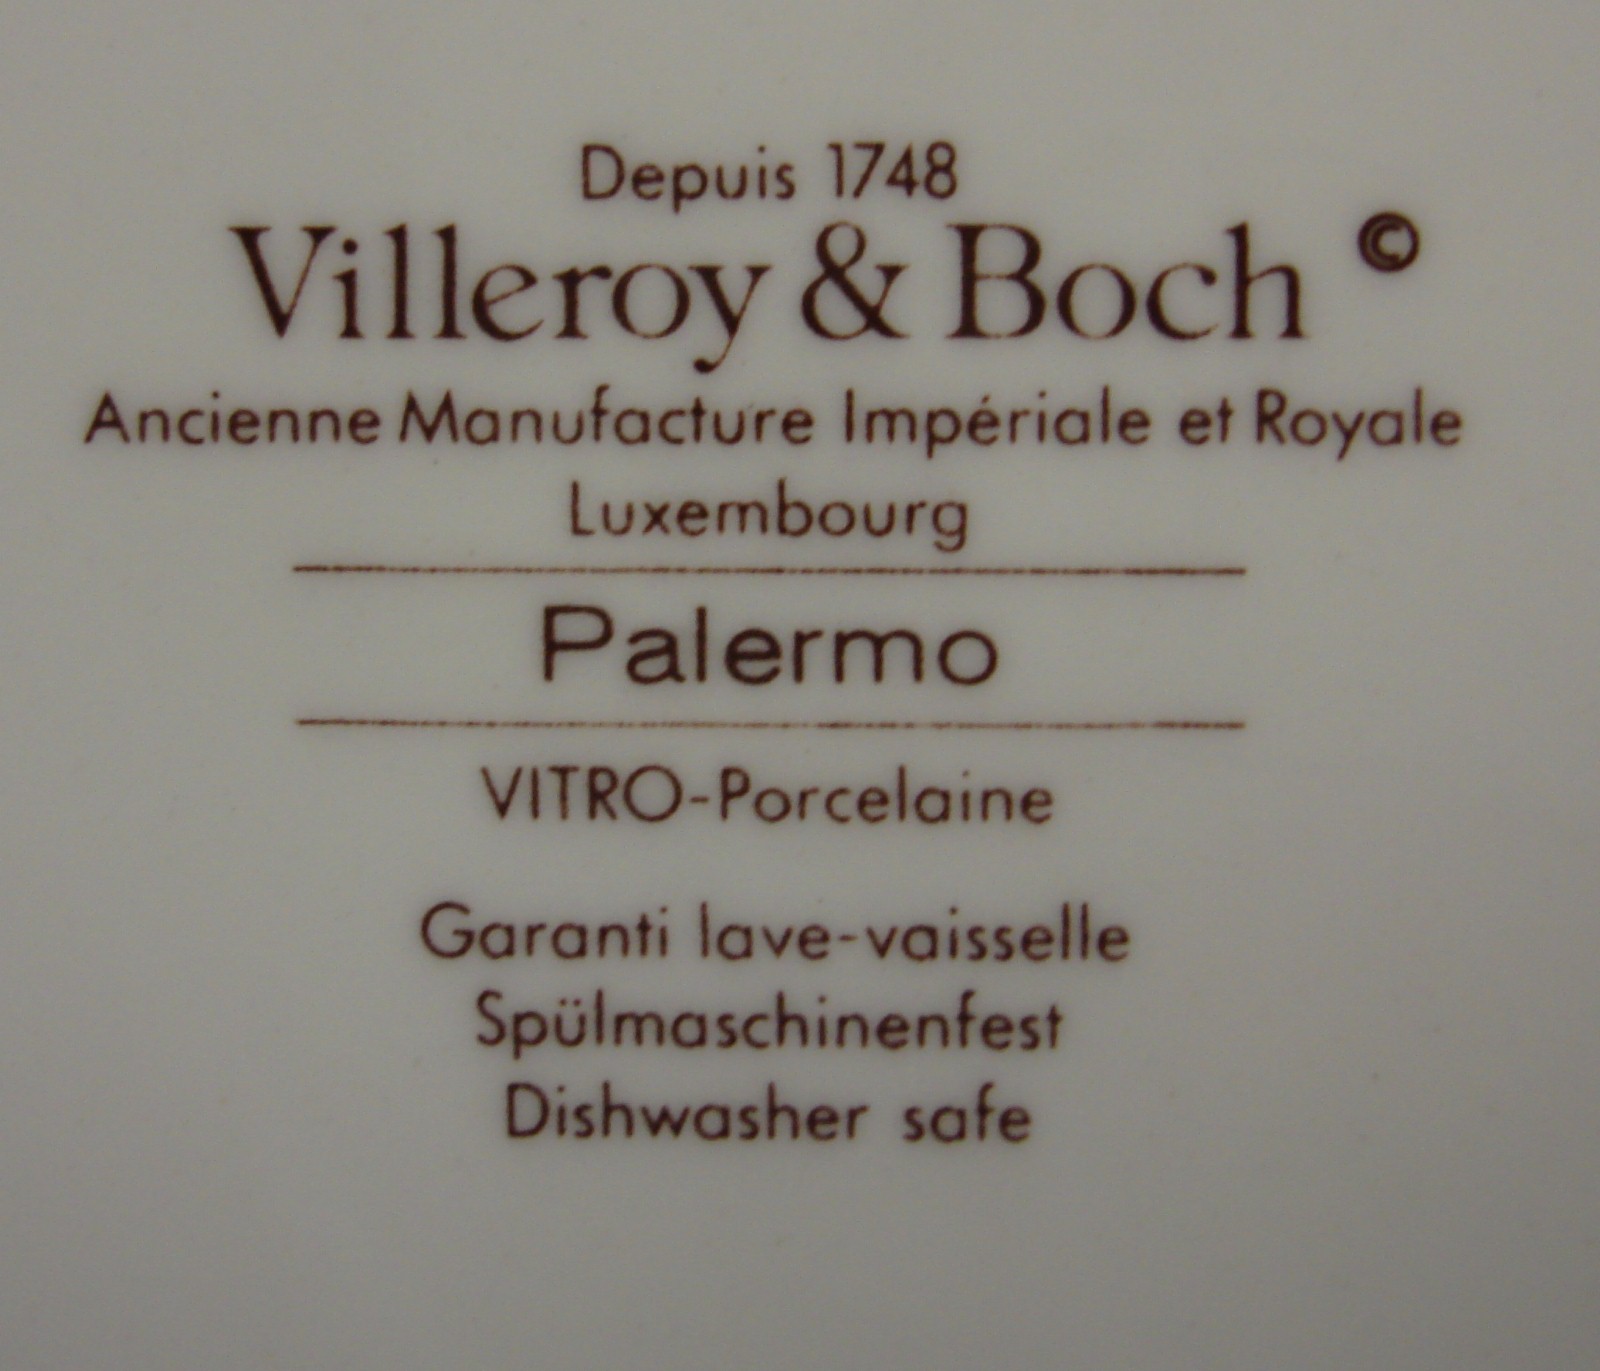 Depuis 1748
Villeroy & Boch ©
Ancienne Manufacture Impériale et Royale
Luxembourg
Palermo
VITRO-Porcelaine
Garanti lave-vaisselle
Spülmaschinenfest
Dishwasher safe